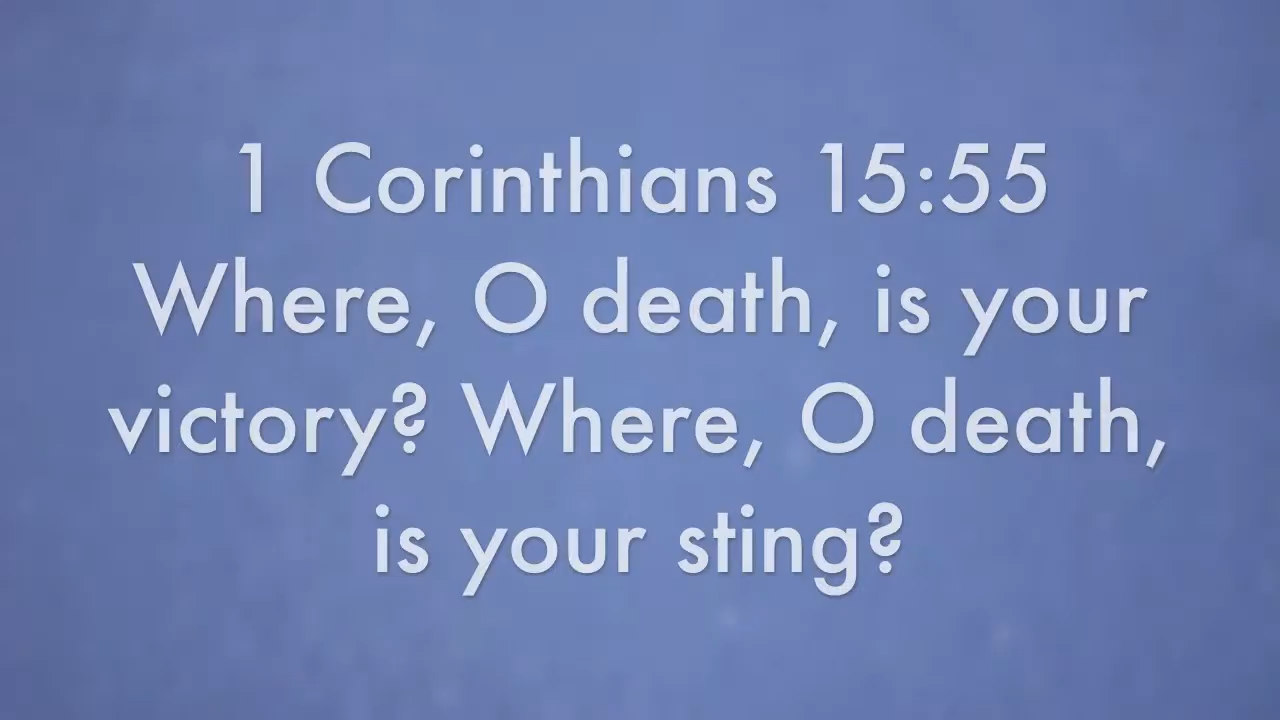 1 Corinthians 15:55
Where, O death, is your
victory? Where, O death,
is your sting?